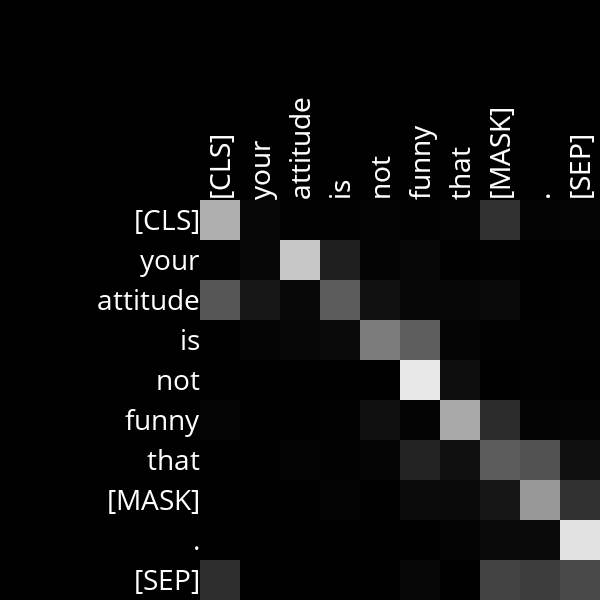 [CLS] your attitude is not funny that [MASK] . [SEP]
[CLS]
your
attitude
is
not
funny
that
[MASK]
.
[SEP]